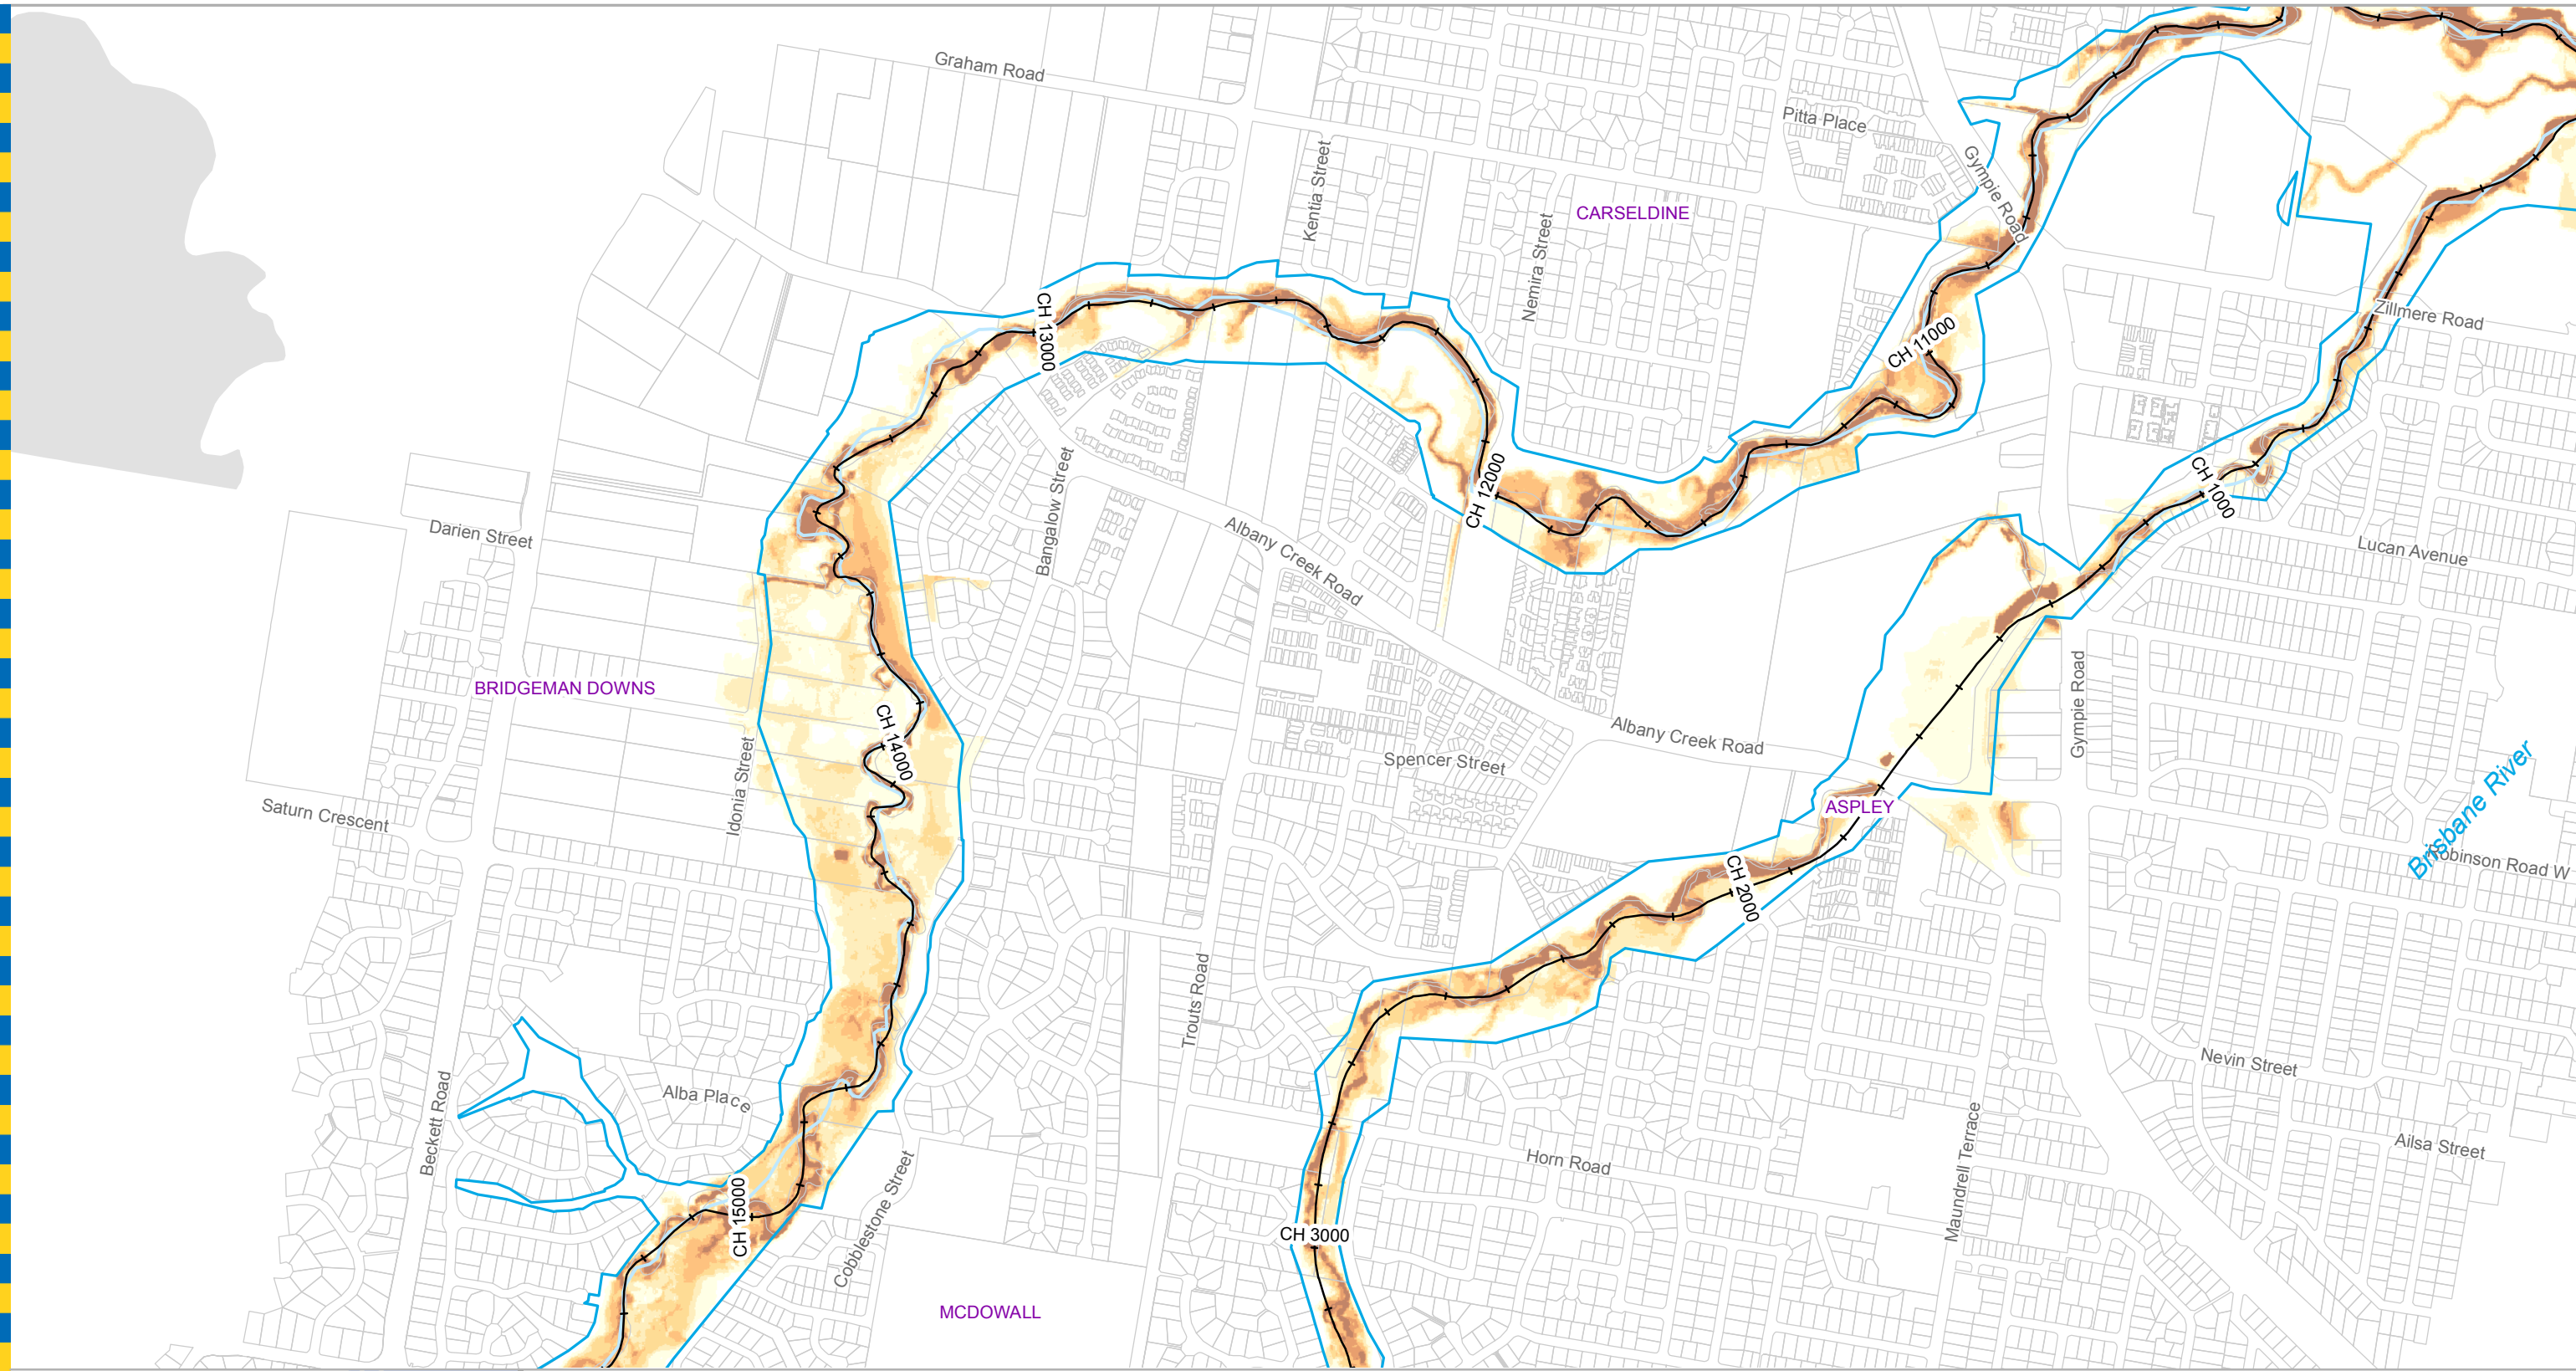 Graham Road
Pitta Place
Gympie Road
Kentia Street
CARSELDINE
Nemira Street
CH 13000
Zillmere Road
CH 11000
CH 12000
CH 1000
Bangalow Street
Darien Street
Albany Creek Road
Lucan Avenue
BRIDGEMAN DOWNS
Gympie Road
CH 14000
Albany Creek Road
Spencer Street
Idonia Street
Saturn Crescent
ASPLEY
Brisbane River
Robinson Road W
CH 2000
Trouts Road
Nevin Street
Alba Place
Beckett Road
Maundrell Terrace
Ailsa Street
Horn Road
CH 15000
Cobblestone Street
CH 3000
MCDOWALL